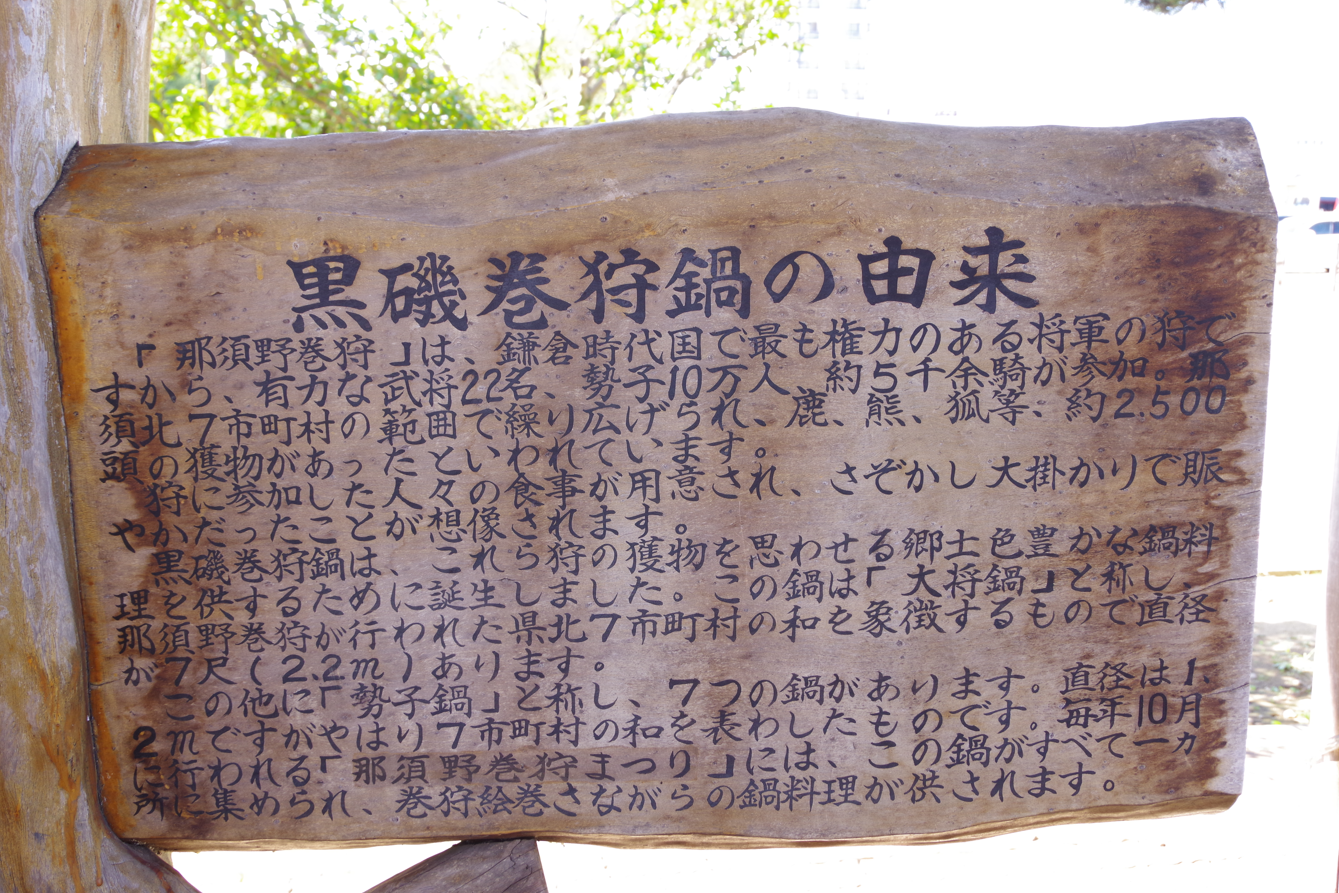 黒磯巻狩鍋の由来
「那須野巻狩」は、鎌倉時代国で最も権力のある将軍の狩で
すから、有力な武将22名、勢子10万人、約5千余騎が参加。那
須北7市町村の範囲で繰り広げられ、鹿、熊、狐等、約2.500
頭の獲物があったといわれています。
狩に参加した人々の食事が用意され、さぞかし大掛かりで賑
やかだったことが想像されます。
黒磯巻狩鍋は、これらし狩の獲物を思わせる郷土色豊かな鍋料
理を供するために誕生しました。この鍋は「大将鍋」と称し、
那須野巻狩が行われた県北7市町村の和を象徴するもので直径
が7尺(2.2m)あります。
この他に「勢子鍋」と称し、7つの鍋があります。直径は1.
2mですがやはり7市町村の和を表わしたものです。毎年10月
に行われる「那須野巻狩まつり」には、この鍋がすべて一ヵ
所に集められ、巻狩絵巻さながらの鍋料理が供されます。